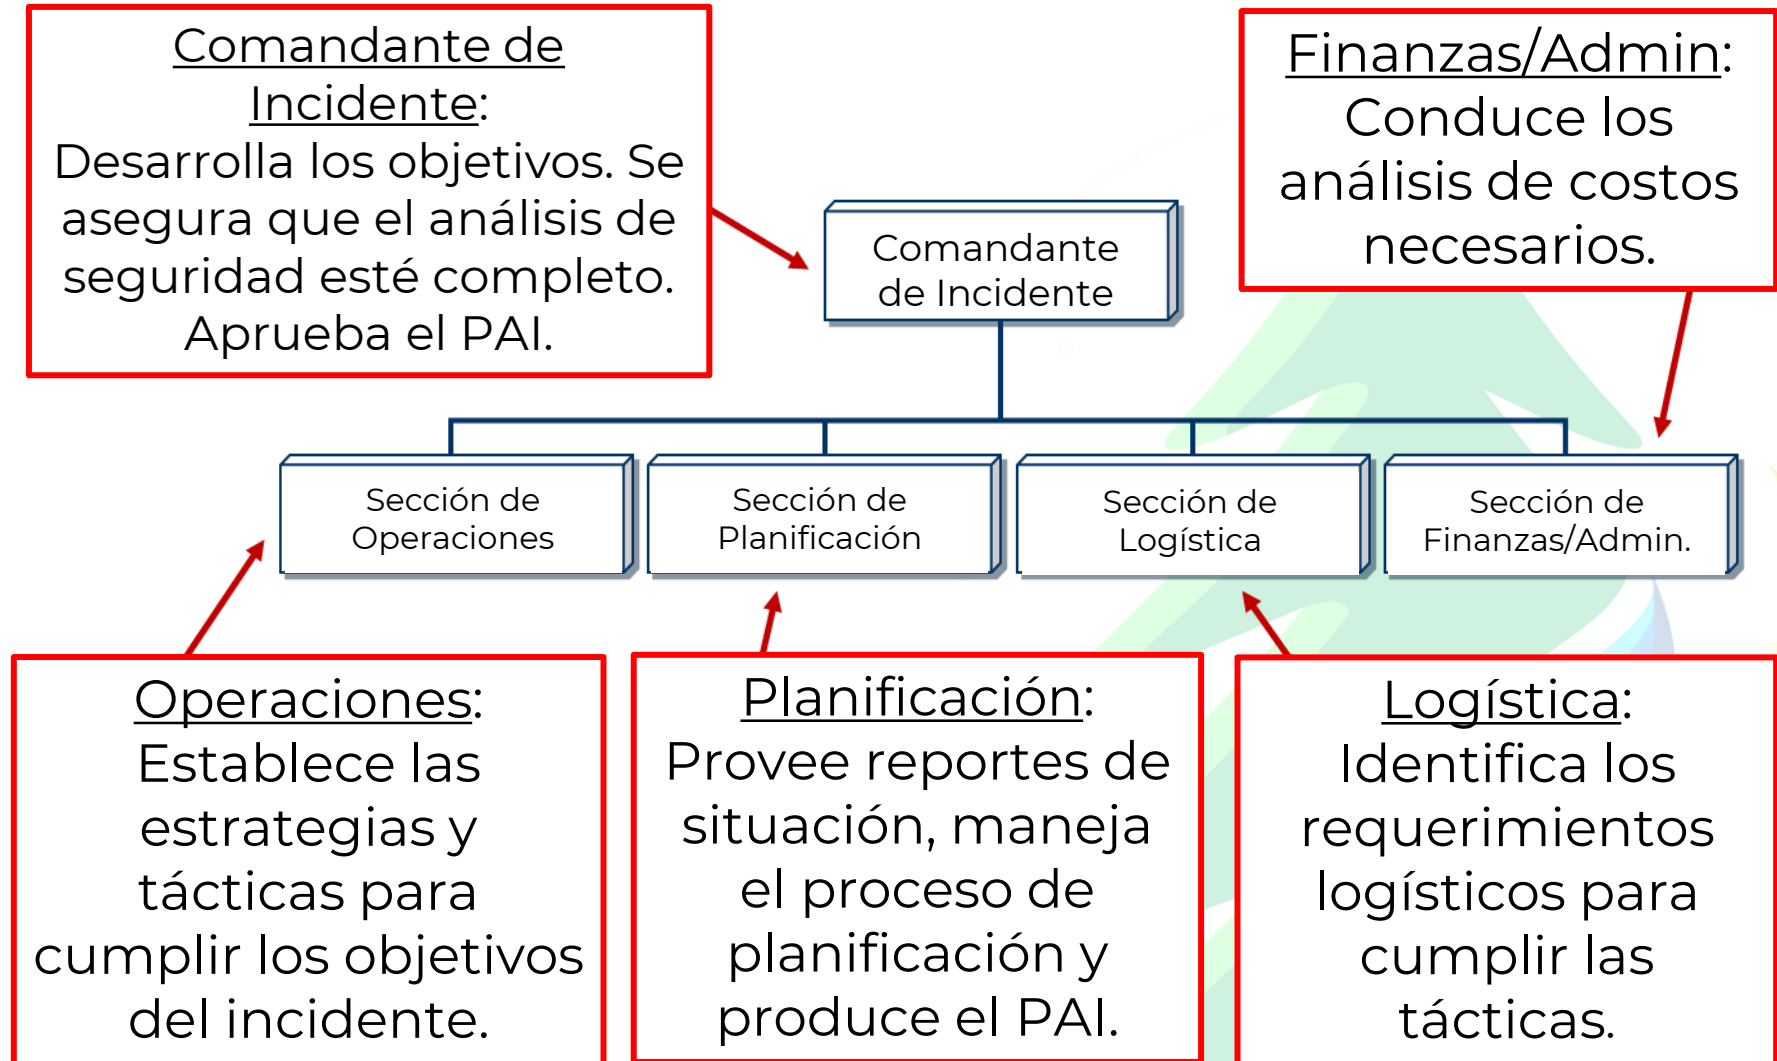 Comandante de
Incidente:
Desarrolla los objetivos. Se
asegura que el análisis de
seguridad esté completo.
Aprueba el PAI.
Finanzas/Admin:
Conduce los
análisis de costos
necesarios.
Comandante
de Incidente
Sección de
Operaciones
Sección de
Planificación
Sección de
Logística
Sección de
Finanzas/Admin.
Operaciones:
Establece las
estrategias y
tácticas para
cumplir los objetivos
del incidente.
Planificación:
Provee reportes de
situación, maneja
el proceso de
planificación y
produce el PAI.
Logística:
Identifica los
requerimientos
logísticos para
cumplir las
tácticas.